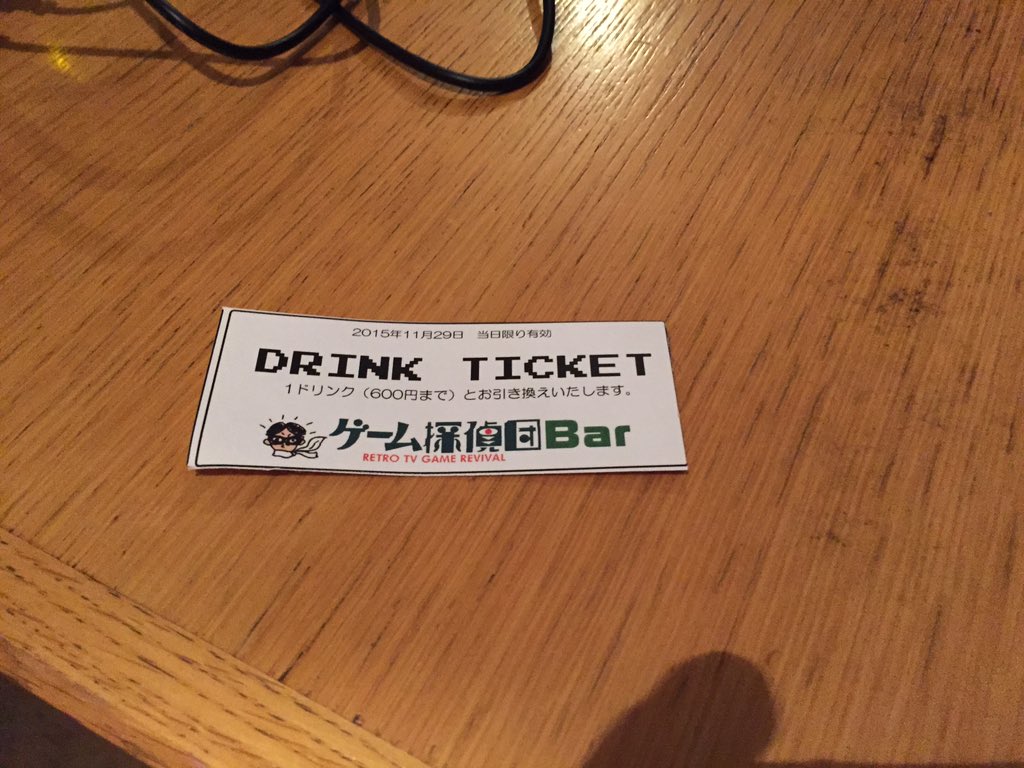 2015年11月29日 当日限り有効
DRINK TICKET
1ドリンク（600円まで）とお引き換えいたします。
ゲーム探偵団Bar
RETRO TV GAME REVIVAL